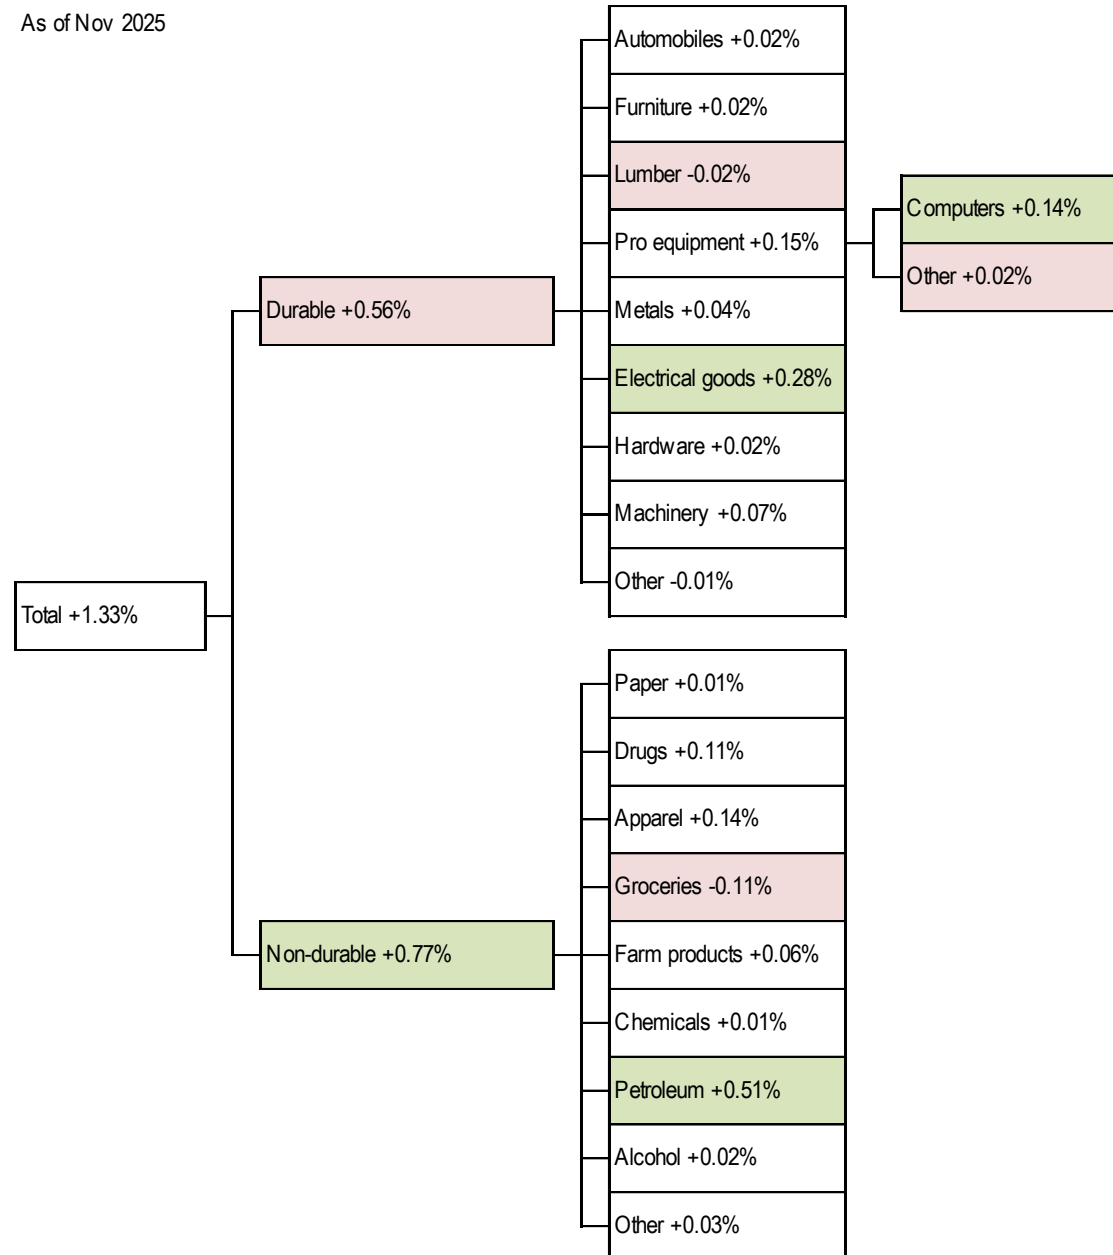 As of Nov 2025
Total +1.33%
Durable +0.56%
Automobiles +0.02%
Furniture +0.02%
Lumber -0.02%
Pro equipment +0.15%
Computers +0.14%
Other +0.02%
Metals +0.04%
Electrical goods +0.28%
Hardware +0.02%
Machinery +0.07%
Other -0.01%
Non-durable +0.77%
Paper +0.01%
Drugs +0.11%
Apparel +0.14%
Groceries -0.11%
Farm products +0.06%
Chemicals +0.01%
Petroleum +0.51%
Alcohol +0.02%
Other +0.03%